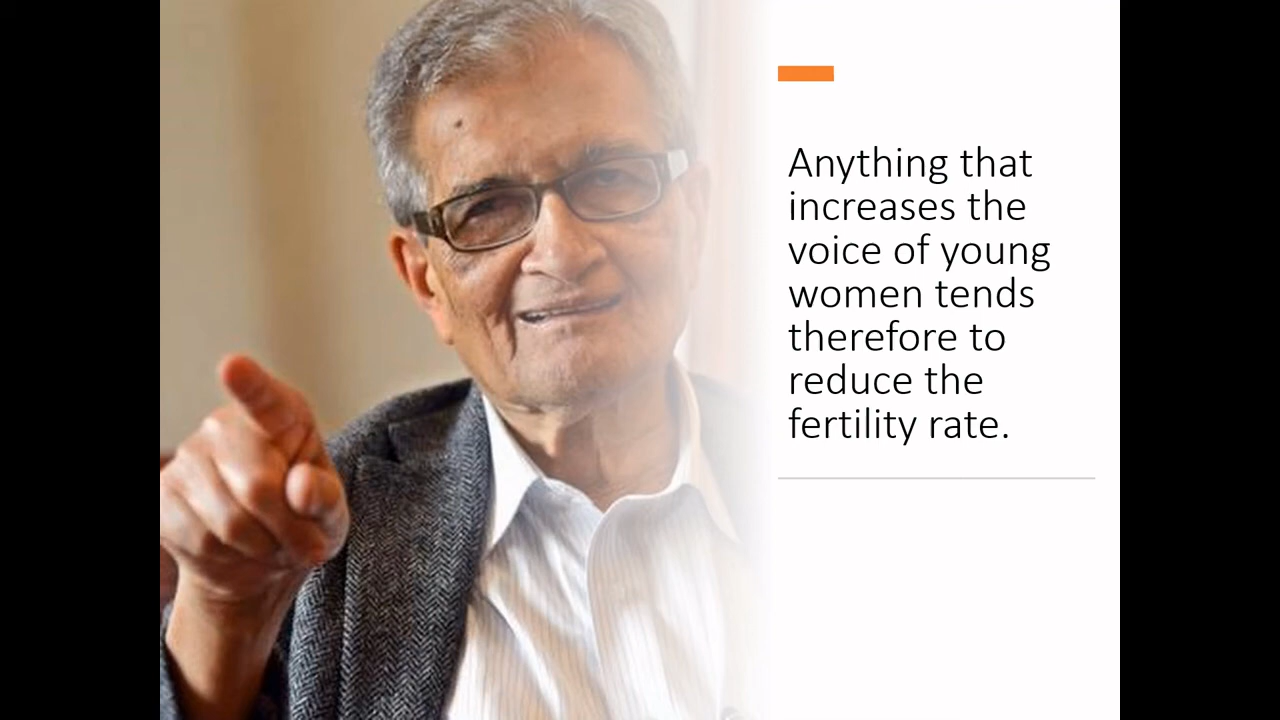 Anything that
increases the
voice of young
women tends
therefore to
reduce the
fertility rate.